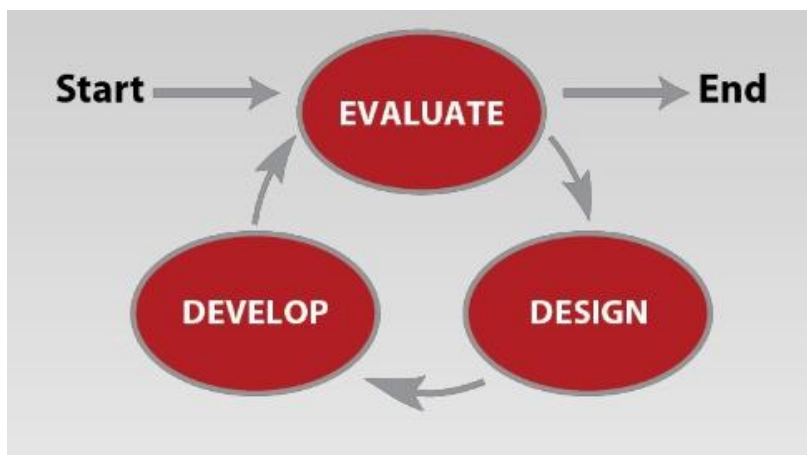 Start
EVALUATE
End
DEVELOP
DESIGN